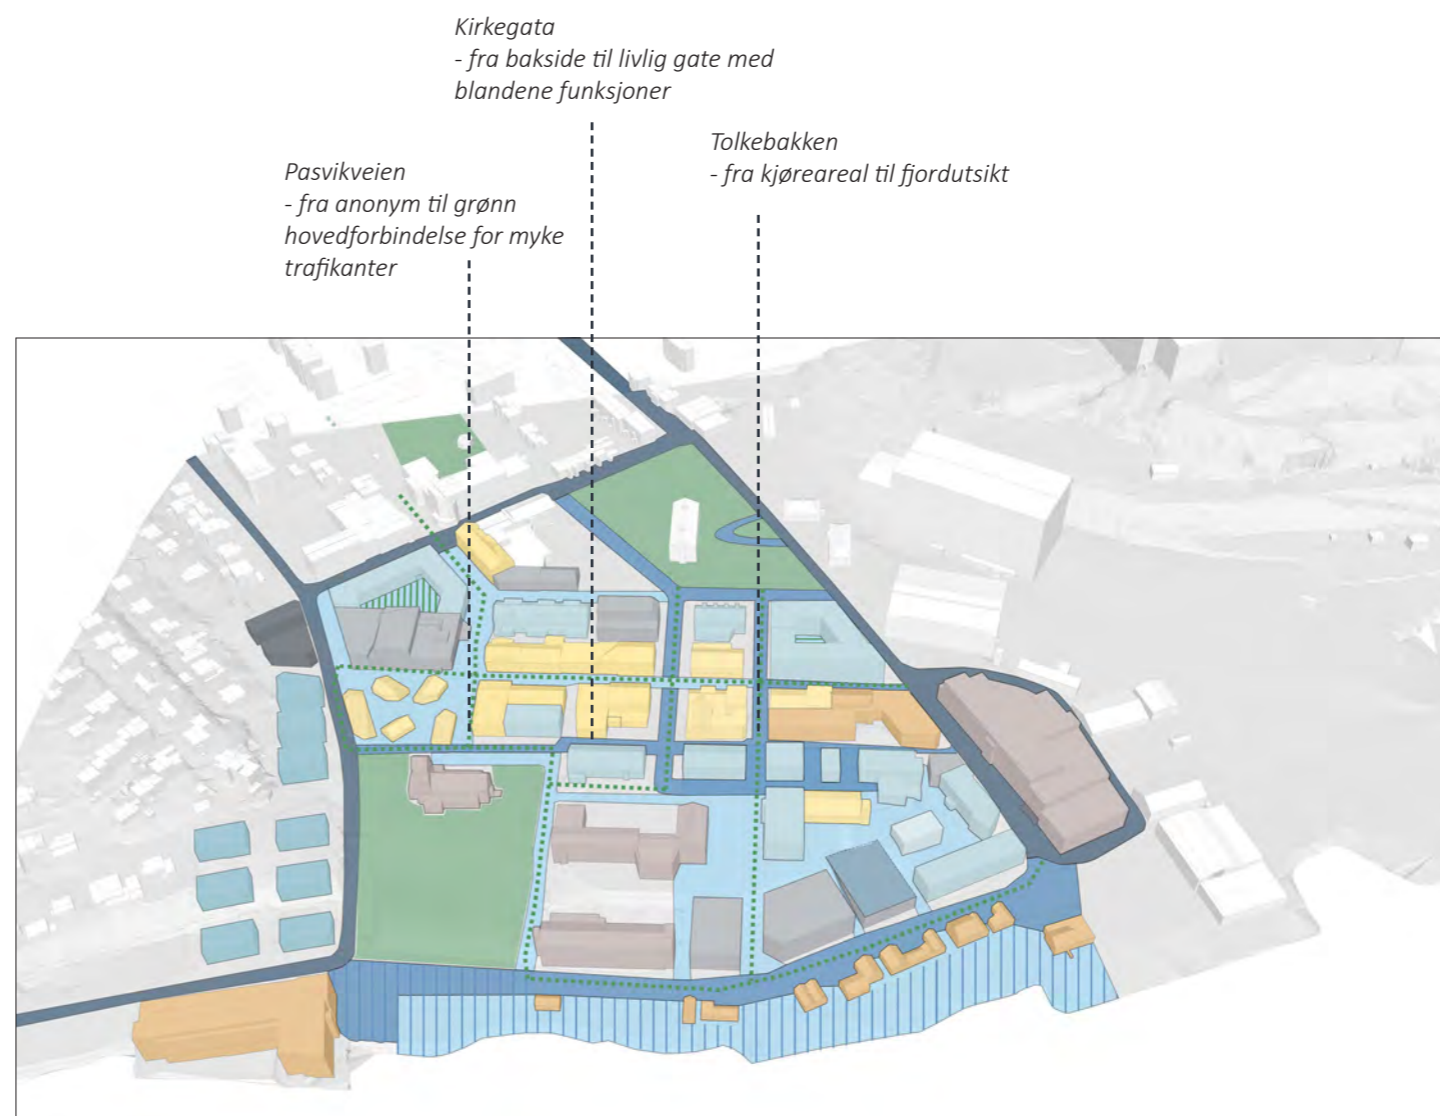 Kirkegata
- fra bakside til livlig gate med
blandene funksjoner
Tolkebakken
- fra kjøreareal til fjordutsikt
Pasvikveien
- fra anonym til grønn
hovedforbindelse for myke
trafikanter